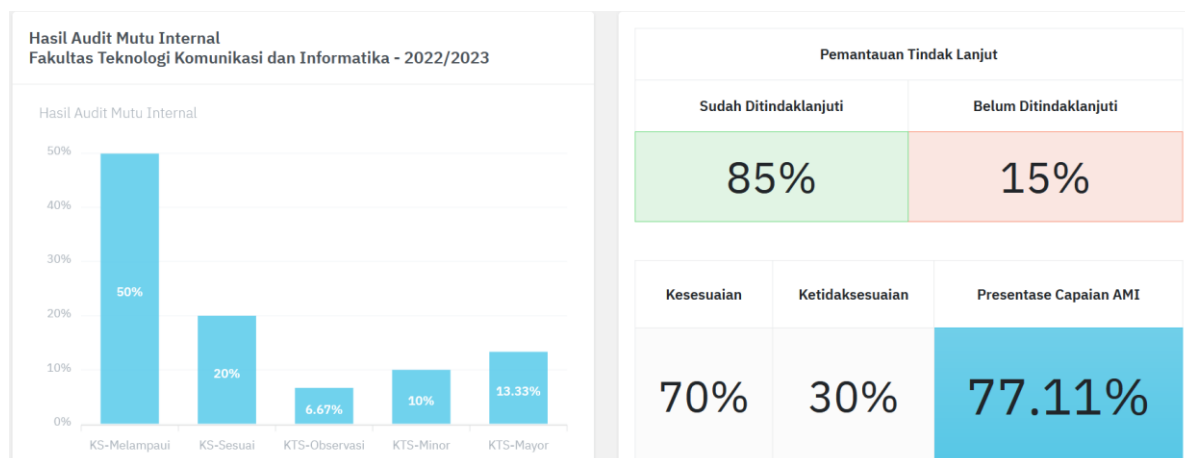 Hasil Audit Mutu Internal
Fakultas Teknologi Komunikasi dan Informatika - 2022/2023
Hasil Audit Mutu Internal
50%
40%
30%
20%
10%
0%
50%
20%
6.67%
10%
13.33%
KS-Melampaui KS-Sesuai KTS-Observasi KTS-Minor KTS-Mayor
Pemantauan Tindak Lanjut
Sudah Ditindaklanjuti Belum Ditindaklanjuti
85% 15%
Kesesuaian Ketidaksesuaian Presentase Capaian AMI
70% 30% 77.11%